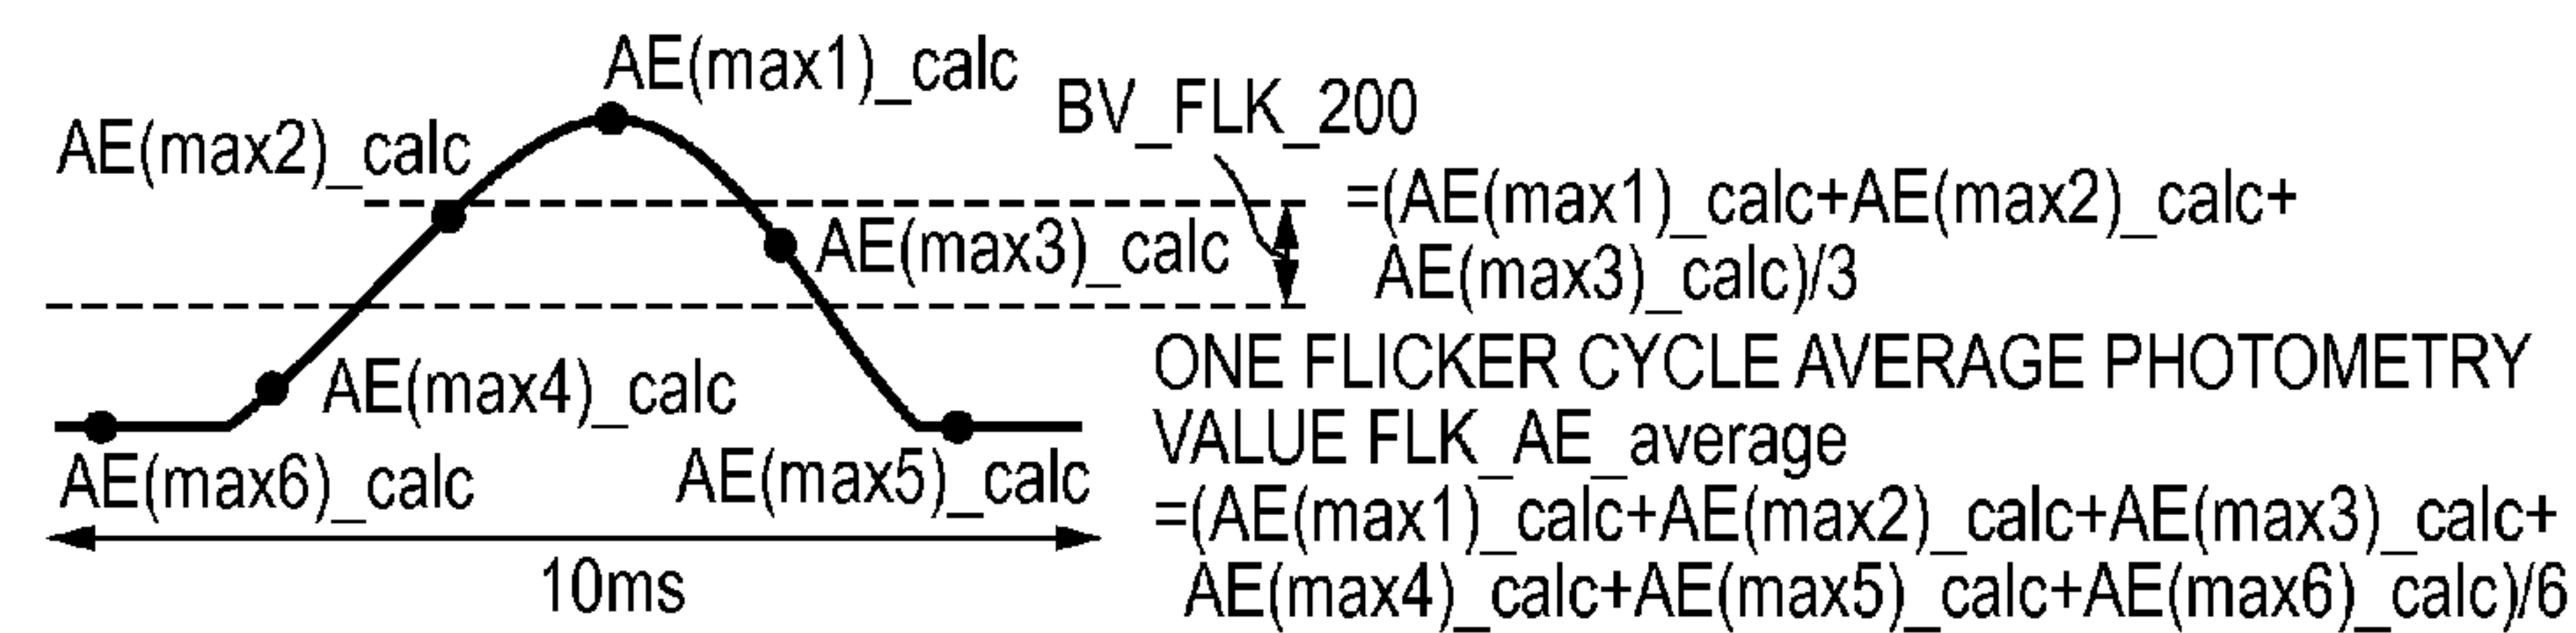 AE(max1)_calc
BV_FLK_200
AE(max2)_calc
=(AE(max1)_calc+AE(max2)_calc+
AE(max3)_calc
AE(max3)_calc)/3
ONE FLICKER CYCLE AVERAGE PHOTOMETRY
AE(max4)_calc
VALUE FLK_AE_average
AE(max6)_calc
AE(max5)_calc
=(AE(max1)_calc+AE(max2)_calc+AE(max3)_calc+
10ms
AE(max4)_calc+AE(max5)_calc+AE(max6)_calc)/6